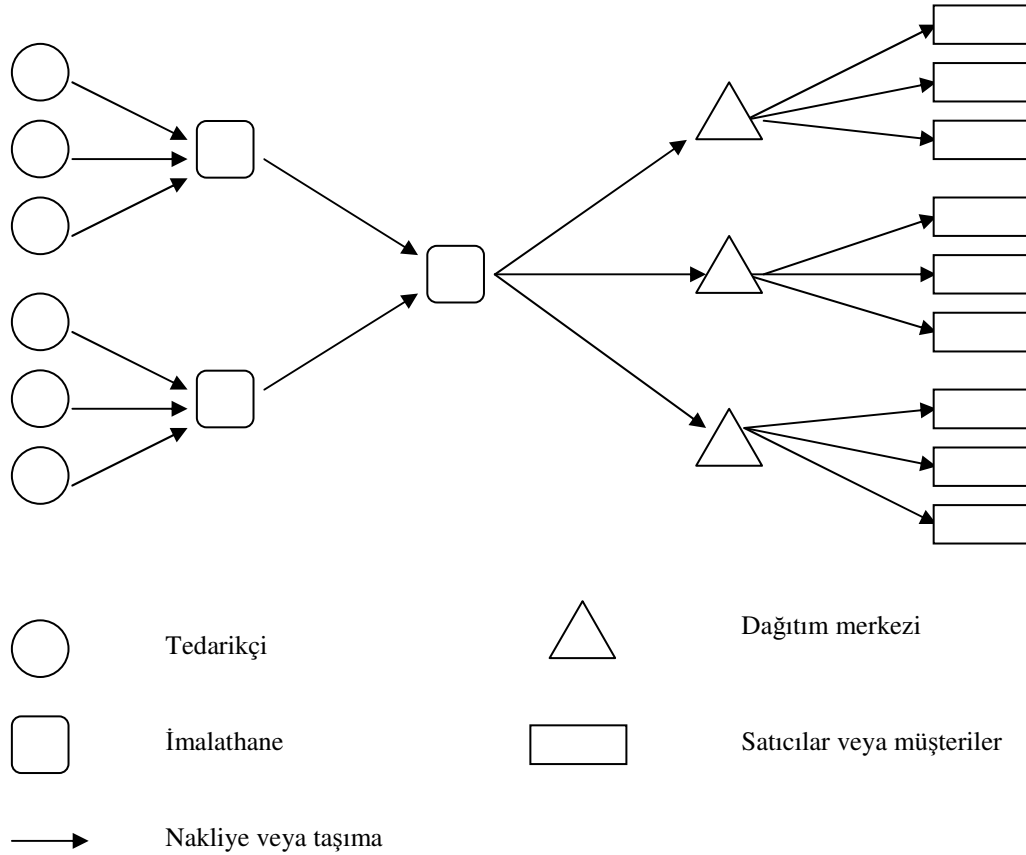 Tedarikçi
Dağıtım merkezi
İmalathane
Satıcılar veya müşteriler
Nakliye veya taşıma